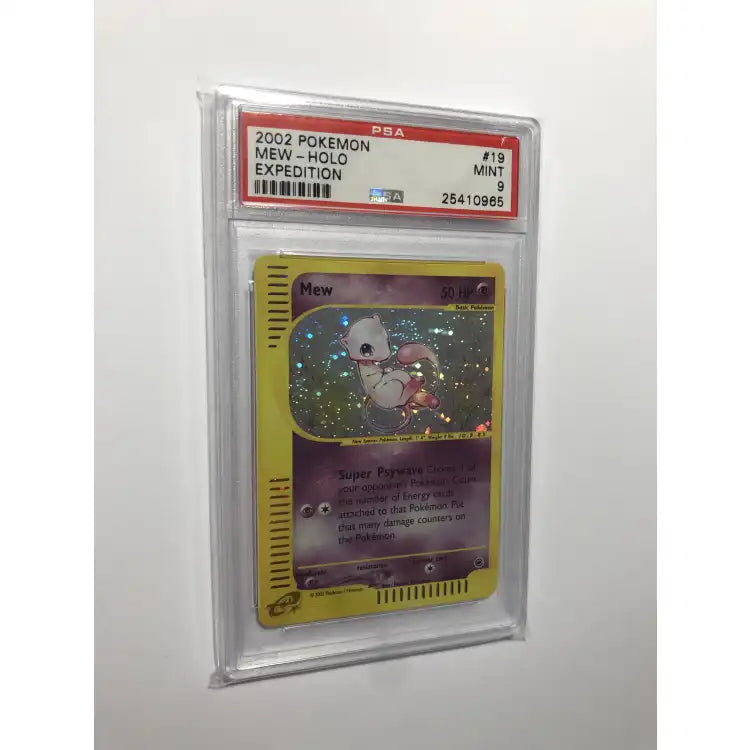 PSA
2002 POKEMON #19
MEW - HOLO MINT
EXPEDITION 9
25410965
PSA
Mew 50 HP
Basic Pokémon
Super Psywave Choose 1 of
your opponent's Pokémon. Count
the number of Energy cards
attached to that Pokémon. Put
that many damage counters on
the Pokémon.
weakness resistance retreat cost